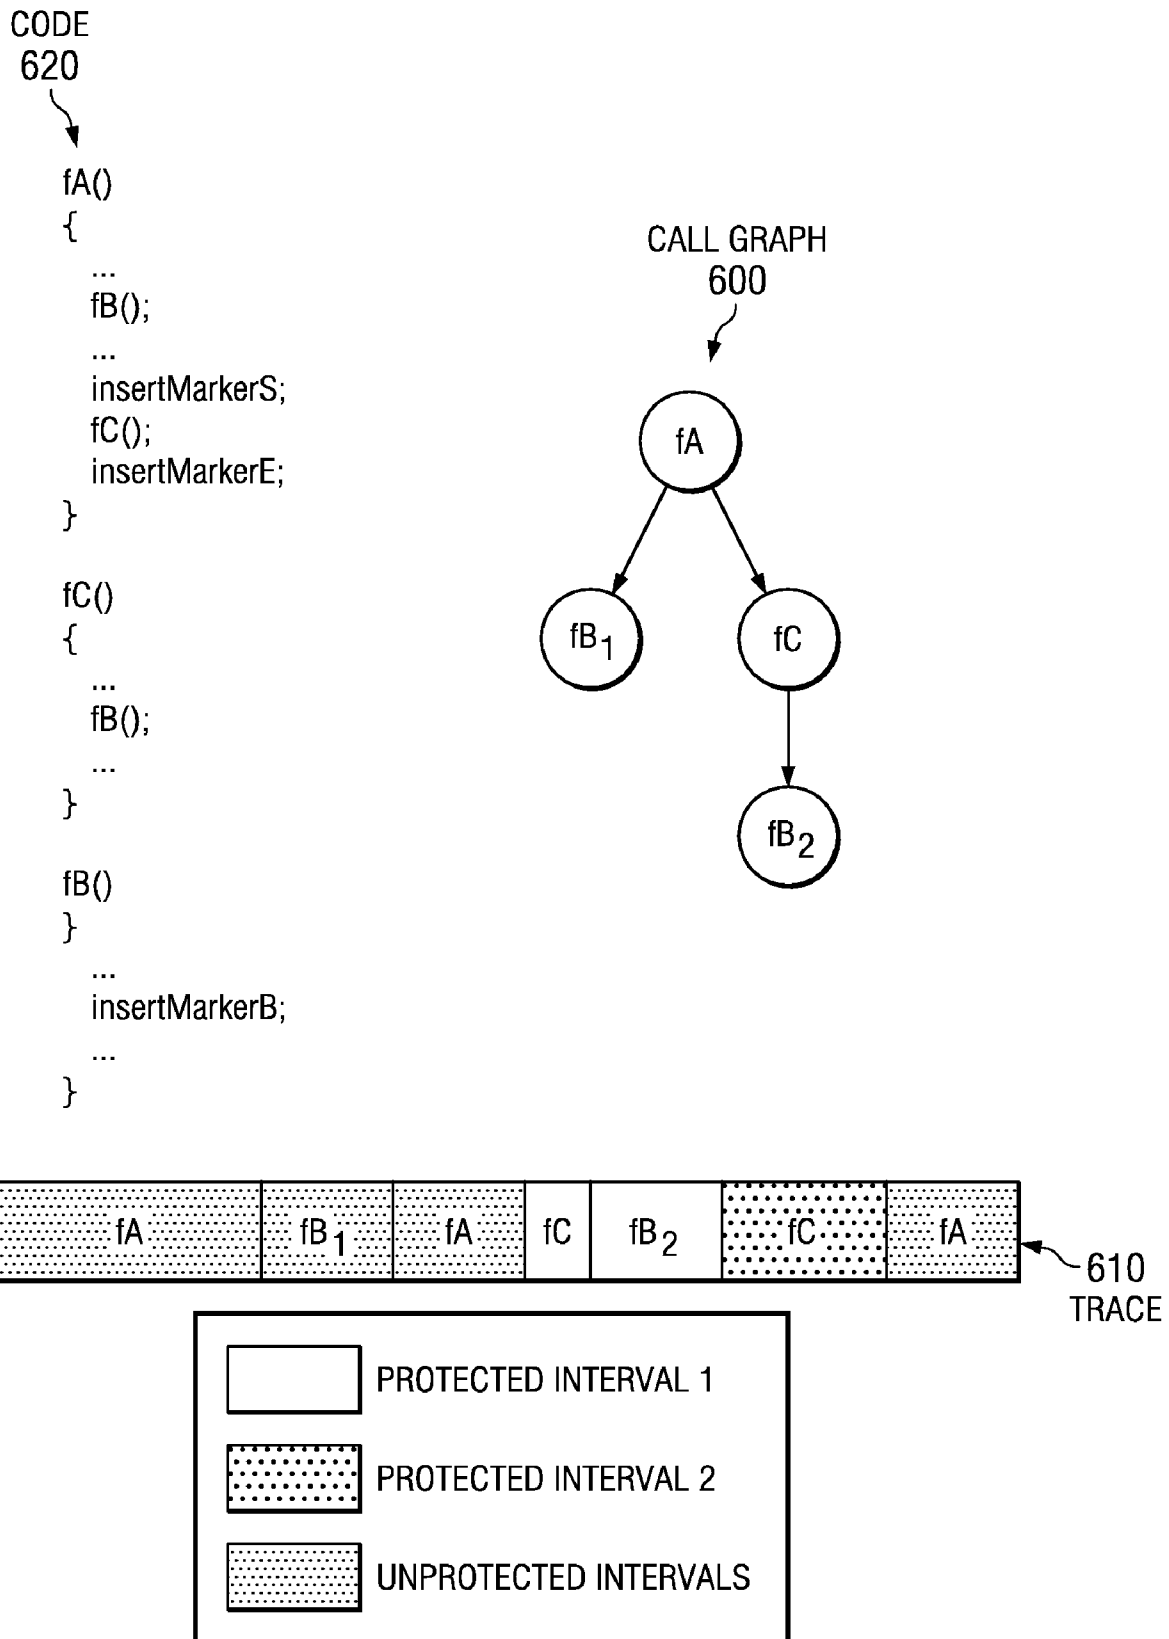 CODE
620
fA()
{
...
fB();
...
insertMarkerS;
fC();
insertMarkerE;
}
fC()
{
...
fB();
...
}
fB()
}
...
insertMarkerB;
...
}
CALL GRAPH
600
fA
fB1
fC
fB2
fA fB1 fA fC fB2 fC fA
610
TRACE
PROTECTED INTERVAL 1
PROTECTED INTERVAL 2
UNPROTECTED INTERVALS